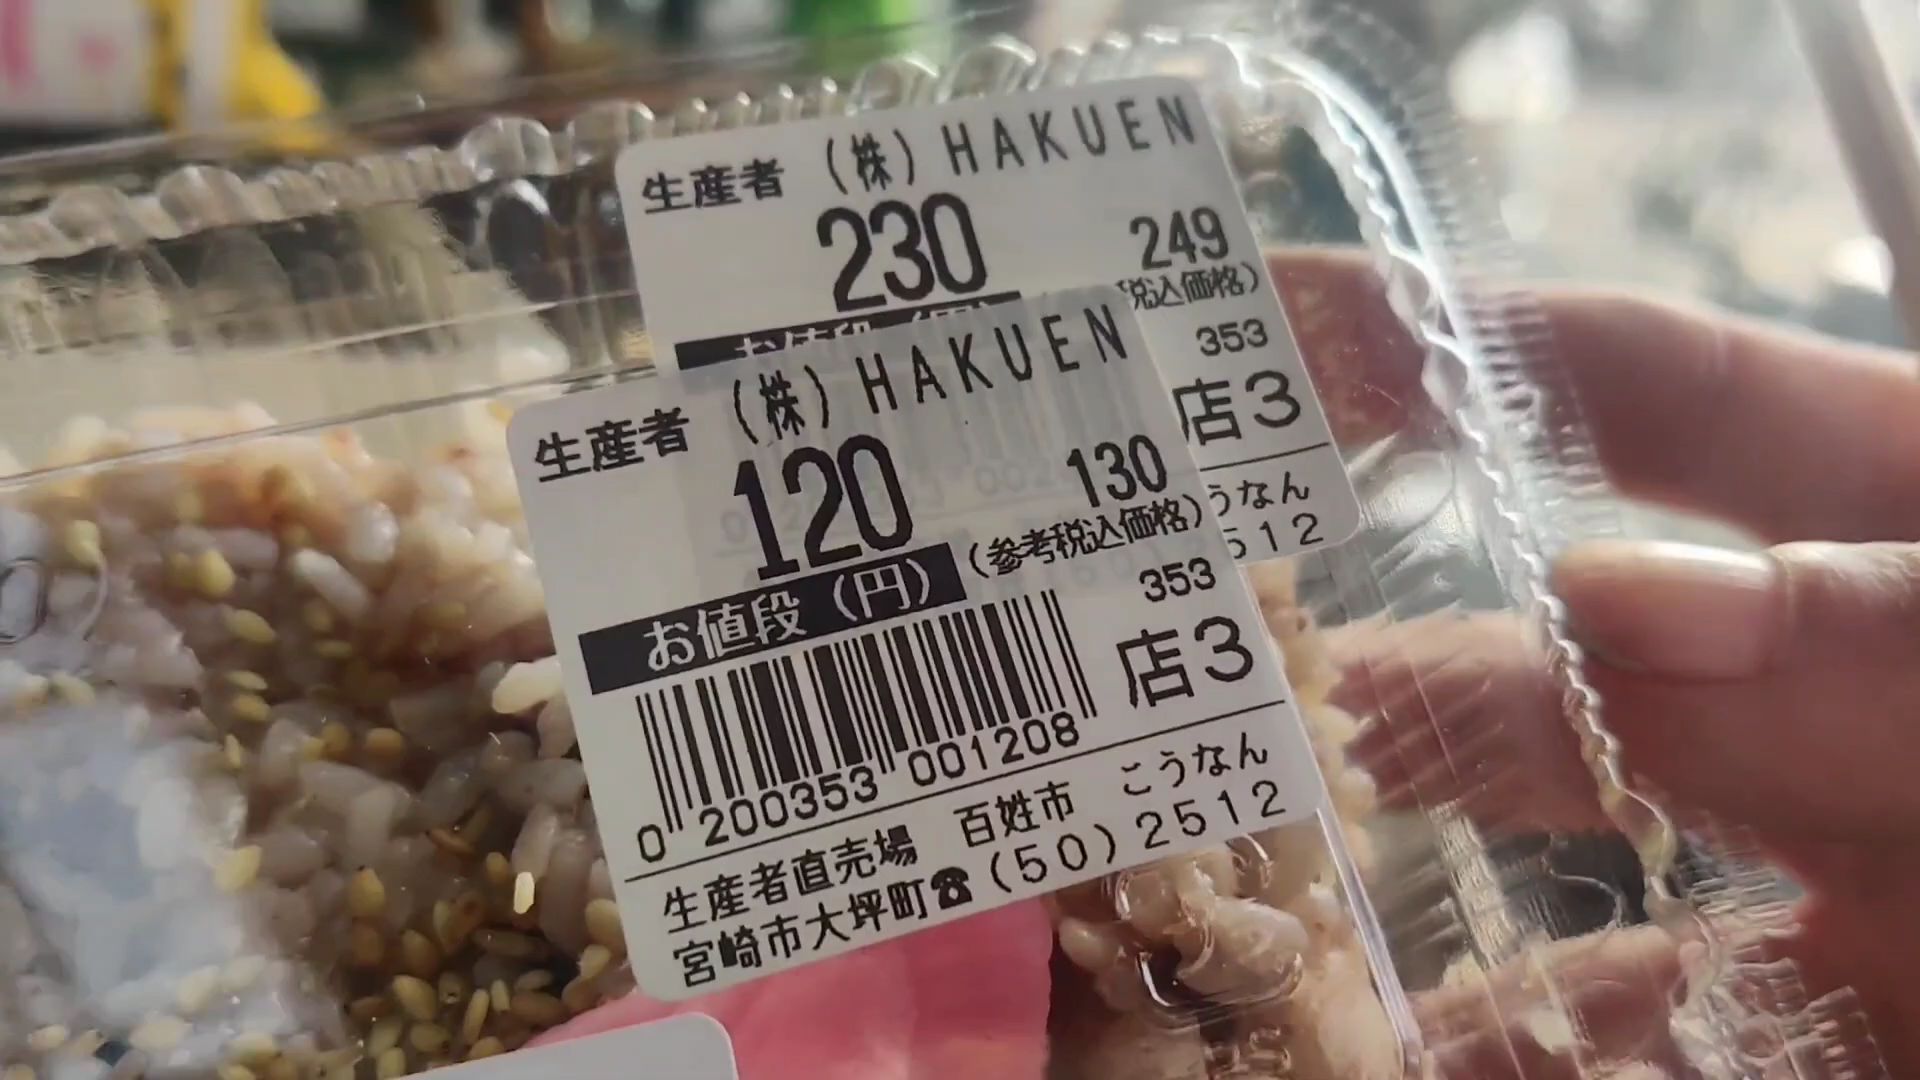 生産者 (株) HAKUEN
230
249
税込価格)
353
店3
うなん
512
生産者 (株) HAKUEN
120
130
お値段 (円)
(参考税込価格)
353
店3
0 200353 001208
生産者直売場 百姓市 こうなん
宮崎市大坪町☎(50)2512